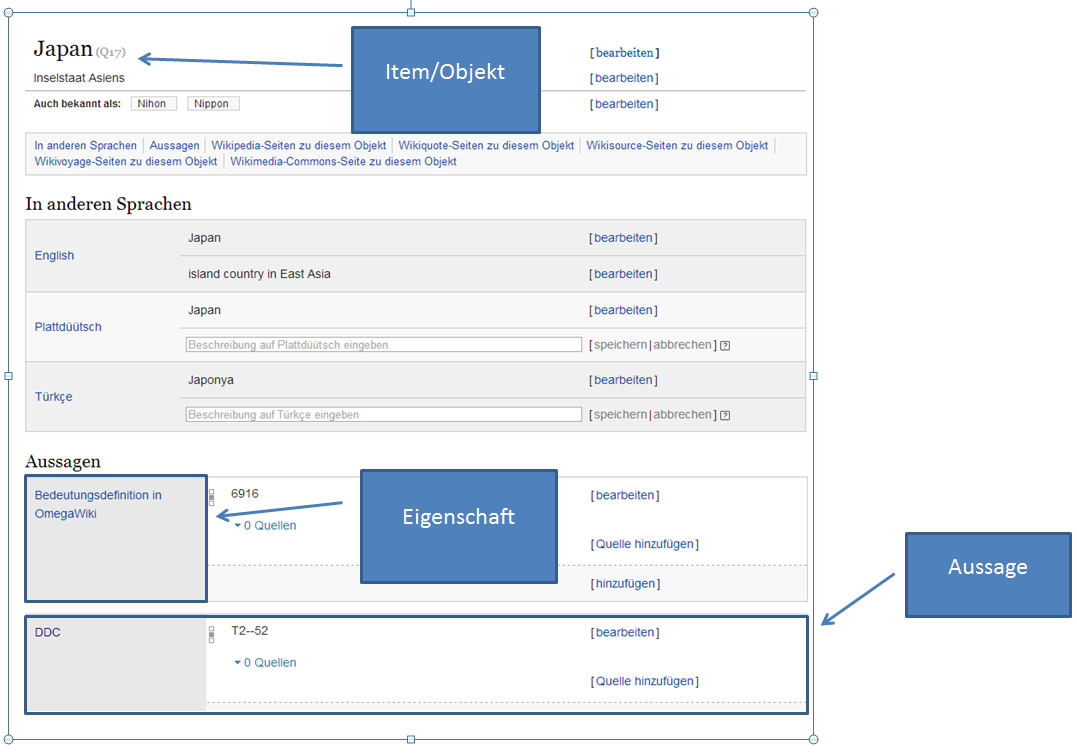 Japan (Q17)
[bearbeiten]
Item/Objekt
Inselstaat Asiens
[bearbeiten]
Auch bekannt als: Nihon Nippon
[bearbeiten]
In anderen Sprachen | Aussagen | Wikipedia-Seiten zu diesem Objekt | Wikiquote-Seiten zu diesem Objekt | Wikisource-Seiten zu diesem Objekt |
Wikivoyage-Seiten zu diesem Objekt | Wikimedia-Commons-Seite zu diesem Objekt
In anderen Sprachen
English
Japan [bearbeiten]
island country in East Asia [bearbeiten]
Plattdüütsch
Japan [bearbeiten]
Beschreibung auf Plattdüütsch eingeben [speichern|abbrechen] ?
Türkçe
Japonya [bearbeiten]
Beschreibung auf Türkçe eingeben [speichern|abbrechen] ?
Aussagen
Bedeutungsdefinition in
OmegaWiki
6916 [bearbeiten]
0 Quellen
[Quelle hinzufügen]
[hinzufügen]
Eigenschaft
Aussage
DDC
T2--52 [bearbeiten]
0 Quellen
[Quelle hinzufügen]